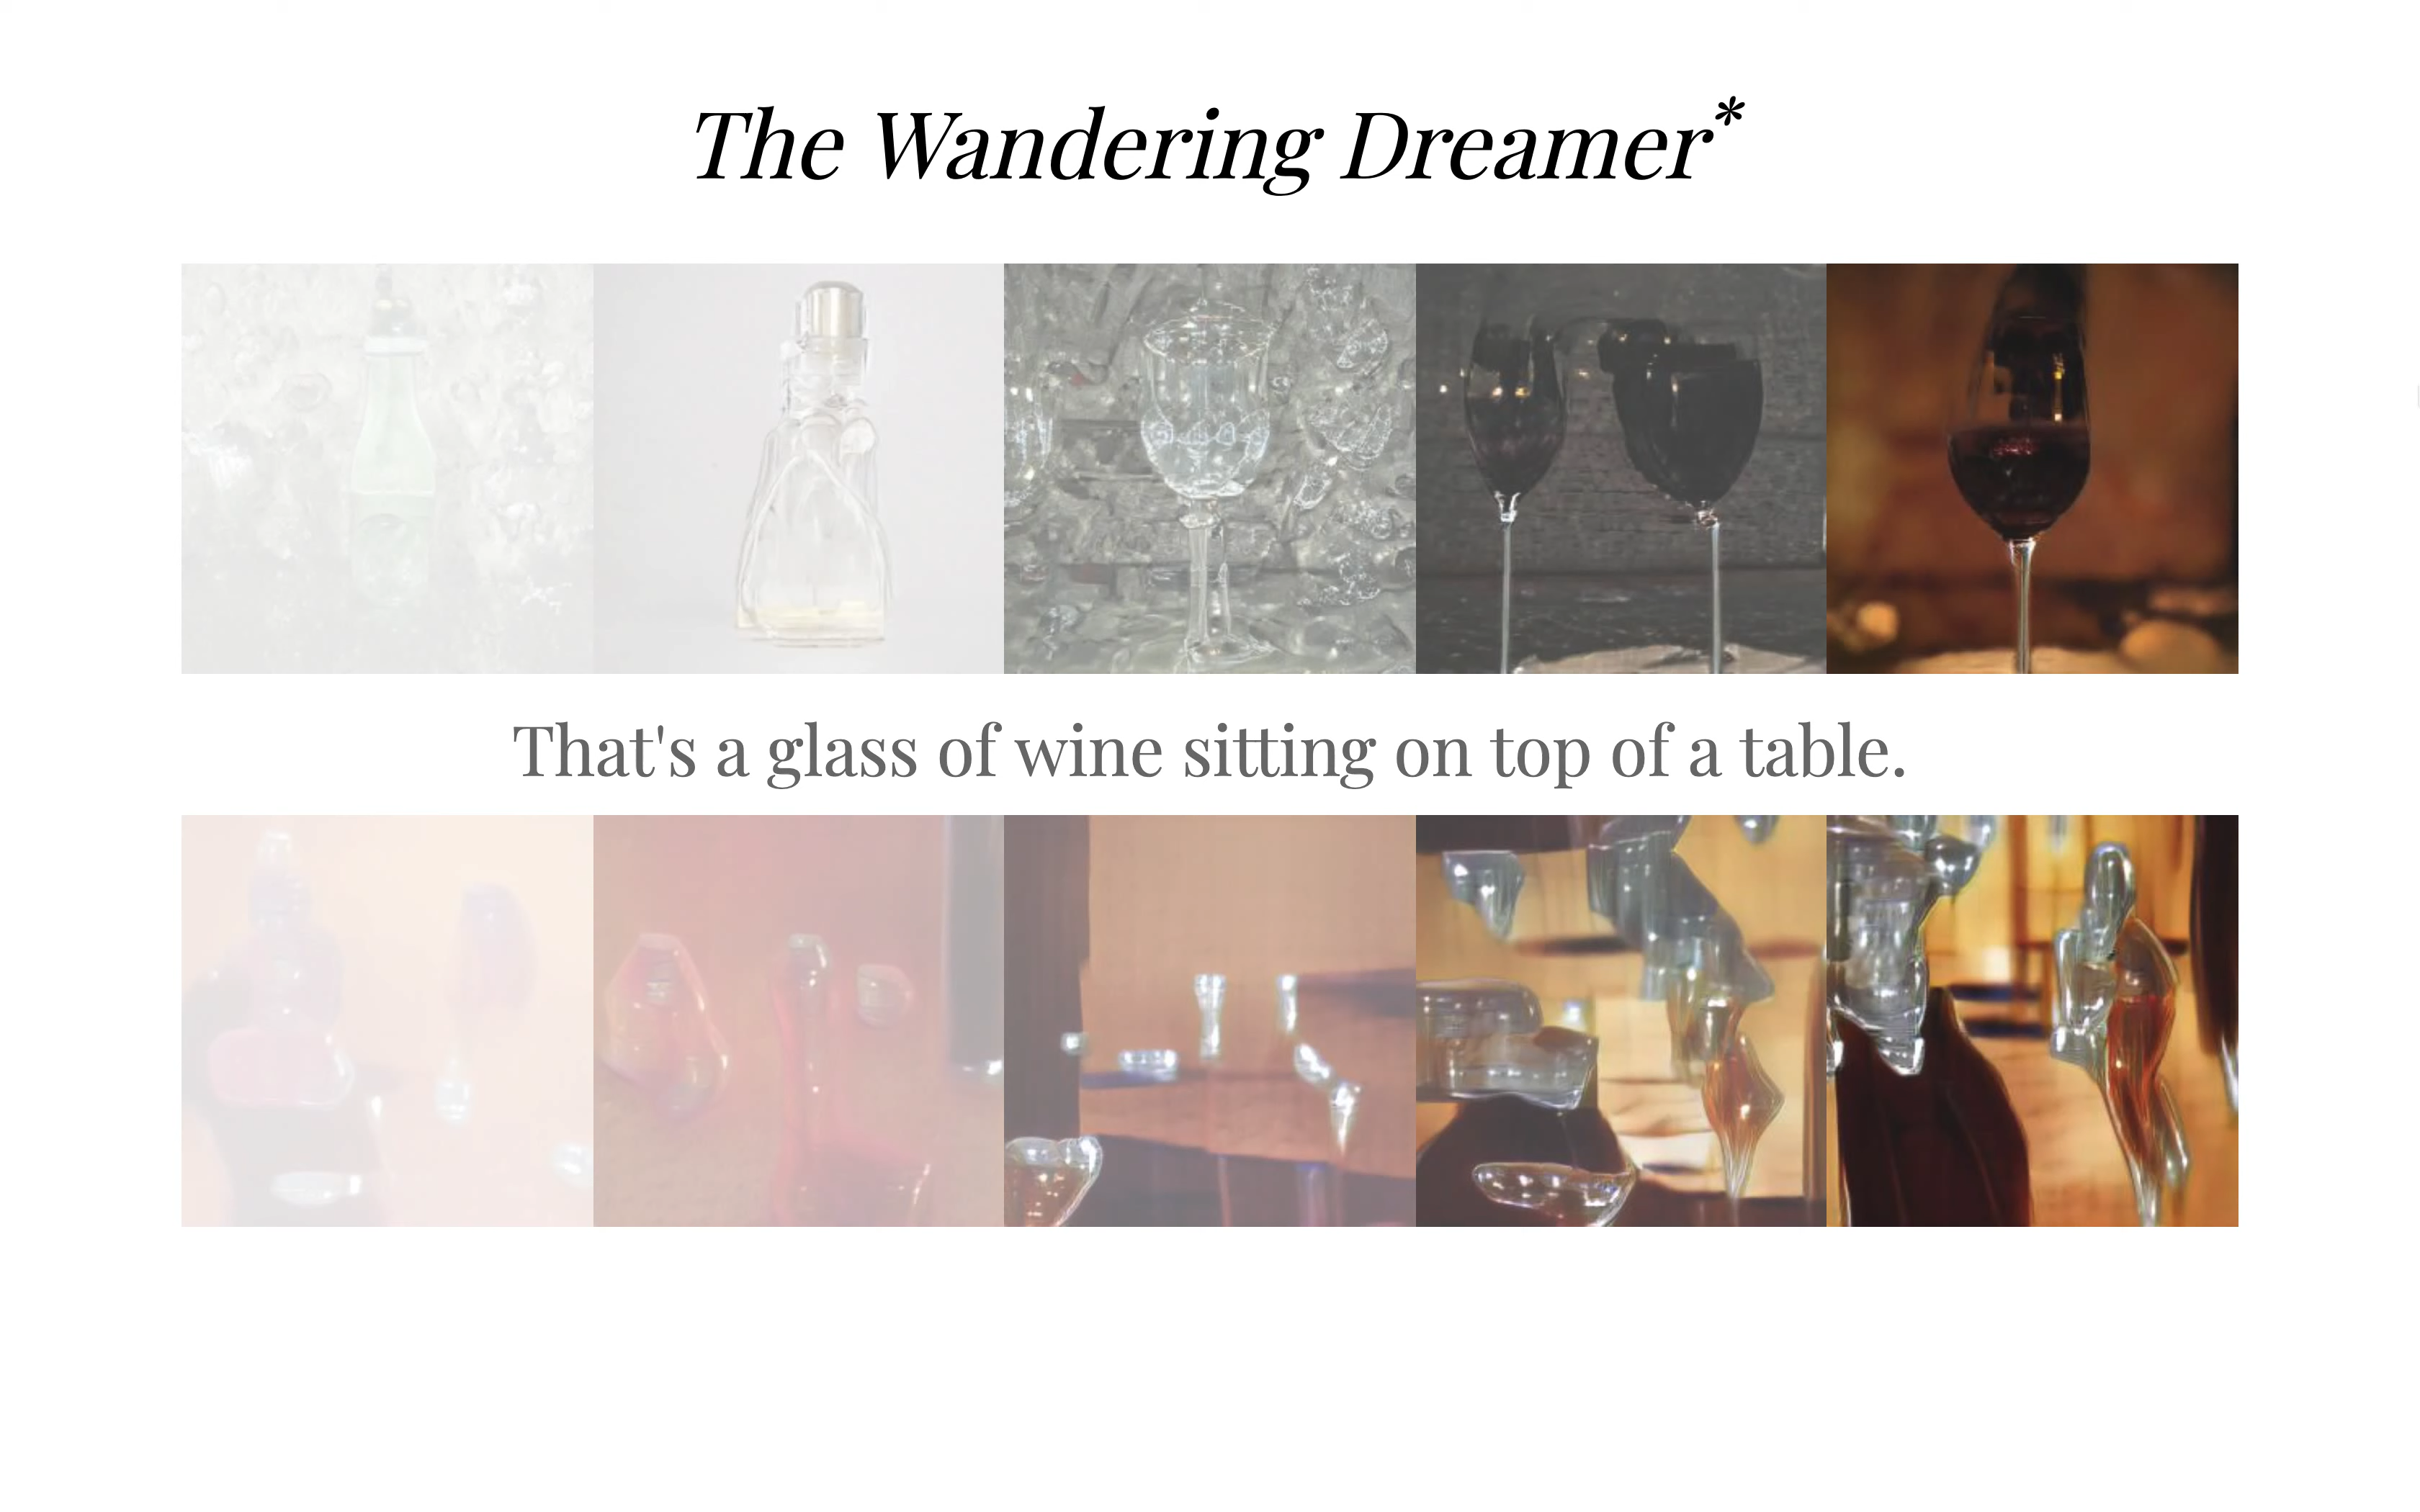 The Wandering Dreamer*
That's a glass of wine sitting on top of a table.